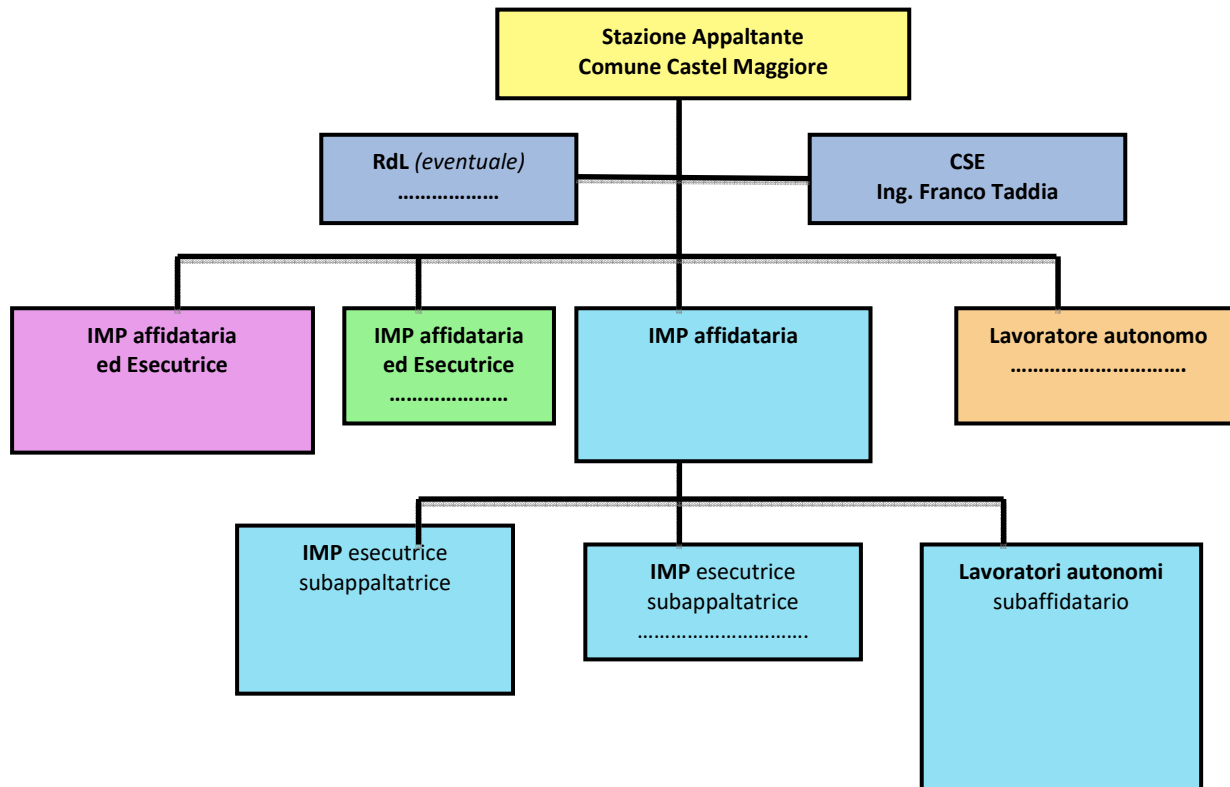 Stazione Appaltante
Comune Castel Maggiore
RdL (eventuale)
………………
CSE
Ing. Franco Taddia
IMP affidataria
ed Esecutrice
IMP affidataria
ed Esecutrice
…………………
IMP affidataria
Lavoratore autonomo
………………………….
IMP esecutrice
subappaltatrice
IMP esecutrice
subappaltatrice
………………………….
Lavoratori autonomi
subaffidatario